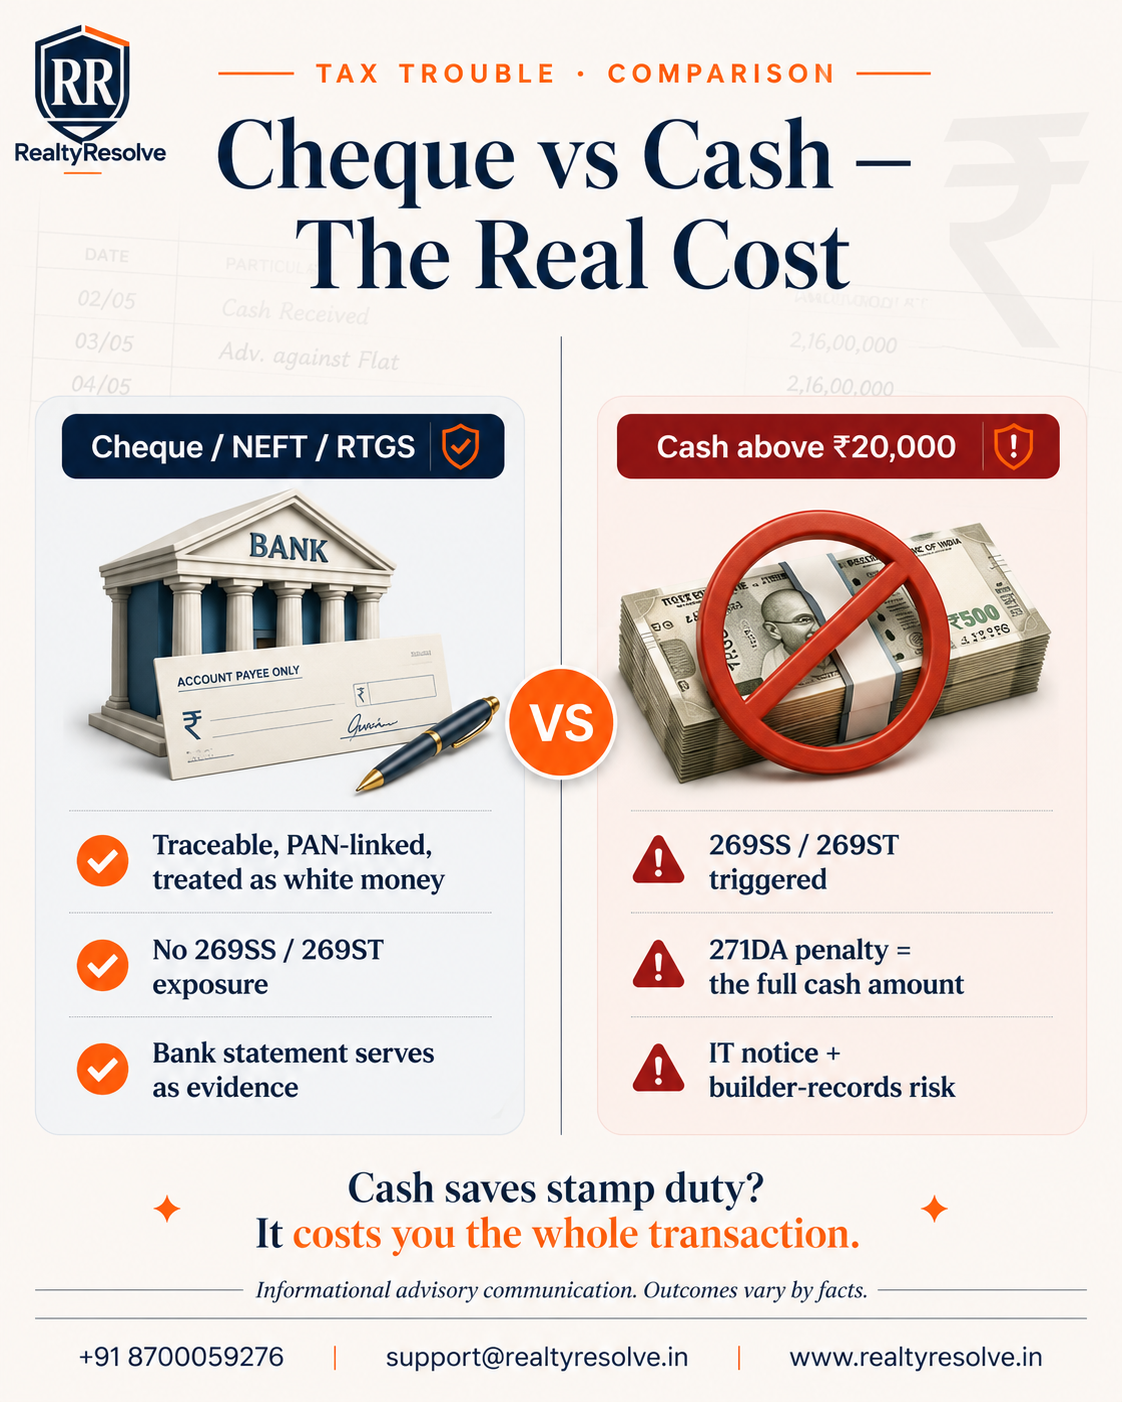 RR
RealtyResolve
TAX TROUBLE · COMPARISON
Cheque vs Cash –
The Real Cost
DATE
02/05
Cash Received
03/05
Adv. against Flat
2,16,00,000
04/05
2,16,00,000
Cheque / NEFT / RTGS
BANK
ACCOUNT PAYEE ONLY
₹
₹
Traceable, PAN-linked,
treated as white money
No 269SS / 269ST
exposure
Bank statement serves
as evidence
VS
Cash above ₹20,000
₹500
269SS / 269ST
triggered
271DA penalty =
the full cash amount
IT notice +
builder-records risk
Cash saves stamp duty?
It costs you the whole transaction.
Informational advisory communication. Outcomes vary by facts.
+91 8700059276 | support@realtyresolve.in | www.realtyresolve.in